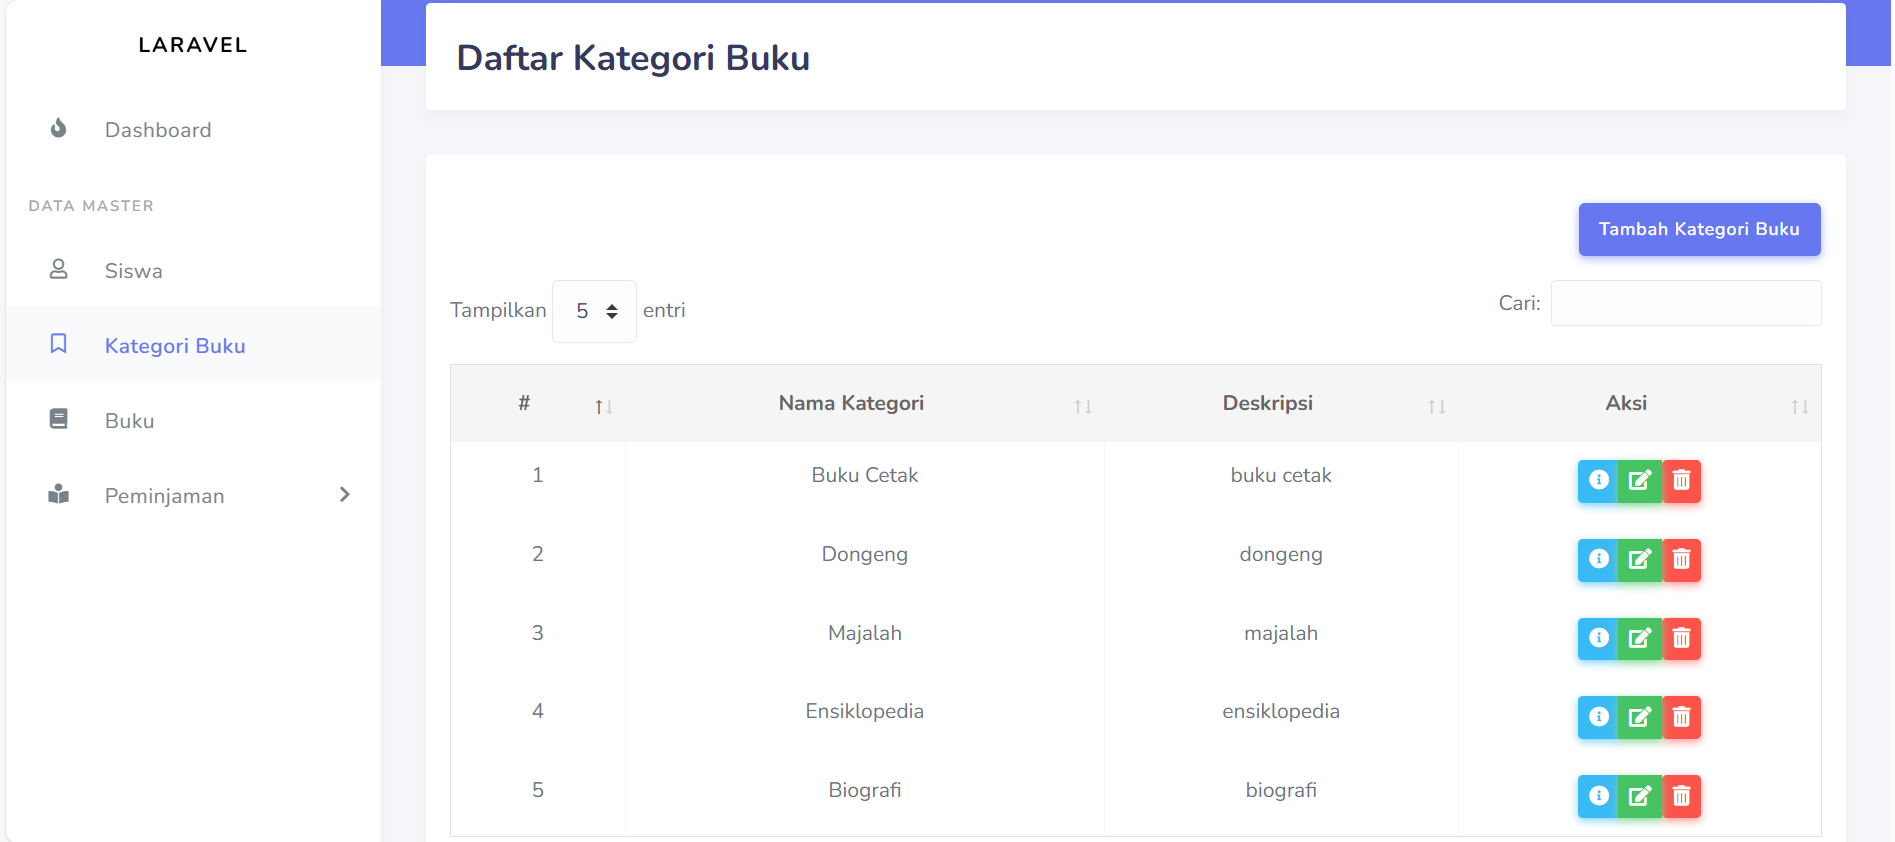 LARAVEL
Dashboard
DATA MASTER
Siswa
Kategori Buku
Buku
Peminjaman
Daftar Kategori Buku
Tambah Kategori Buku
Tampilkan 5 entri
Cari:
# Nama Kategori Deskripsi Aksi
1 Buku Cetak buku cetak
2 Dongeng dongeng
3 Majalah majalah
4 Ensiklopedia ensiklopedia
5 Biografi biografi